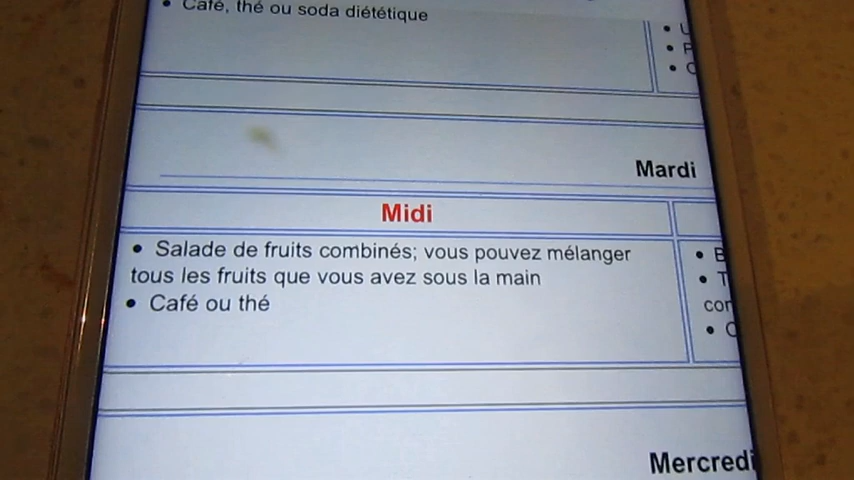 • Café, thé ou soda diététique
Mardi
Midi
• Salade de fruits combinés; vous pouvez mélanger
tous les fruits que vous avez sous la main
• Café ou thé
Mercredi